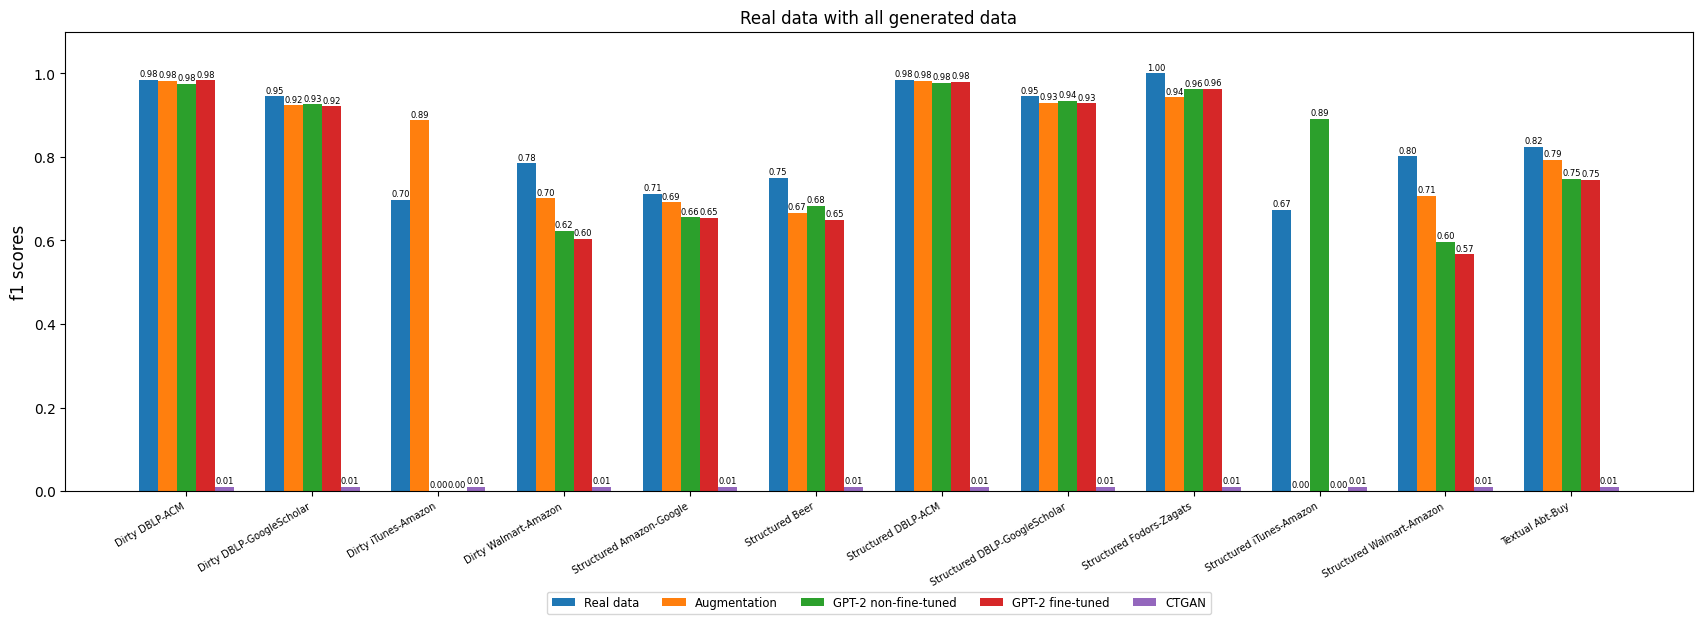 Real data with all generated data
f1 scores
1.0
0.8
0.6
0.4
0.2
0.0
0.98 0.98 0.98 0.98 0.01
0.95 0.92 0.93 0.92 0.01
0.70 0.89 0.00 0.00 0.01
0.78 0.70 0.62 0.60 0.01
0.71 0.69 0.66 0.65 0.01
0.75 0.67 0.68 0.65 0.01
0.98 0.98 0.98 0.98 0.01
0.95 0.93 0.94 0.93 0.01
1.00 0.94 0.96 0.96 0.01
0.67 0.00 0.89 0.00 0.01
0.80 0.71 0.60 0.57 0.01
0.82 0.79 0.75 0.75 0.01
Dirty DBLP-ACM
Dirty DBLP-GoogleScholar
Dirty iTunes-Amazon
Dirty Walmart-Amazon
Structured Amazon-Google
Structured Beer
Structured DBLP-ACM
Structured DBLP-GoogleScholar
Structured Fodors-Zagats
Structured iTunes-Amazon
Structured Walmart-Amazon
Textual Abt-Buy
Real data
Augmentation
GPT-2 non-fine-tuned
GPT-2 fine-tuned
CTGAN